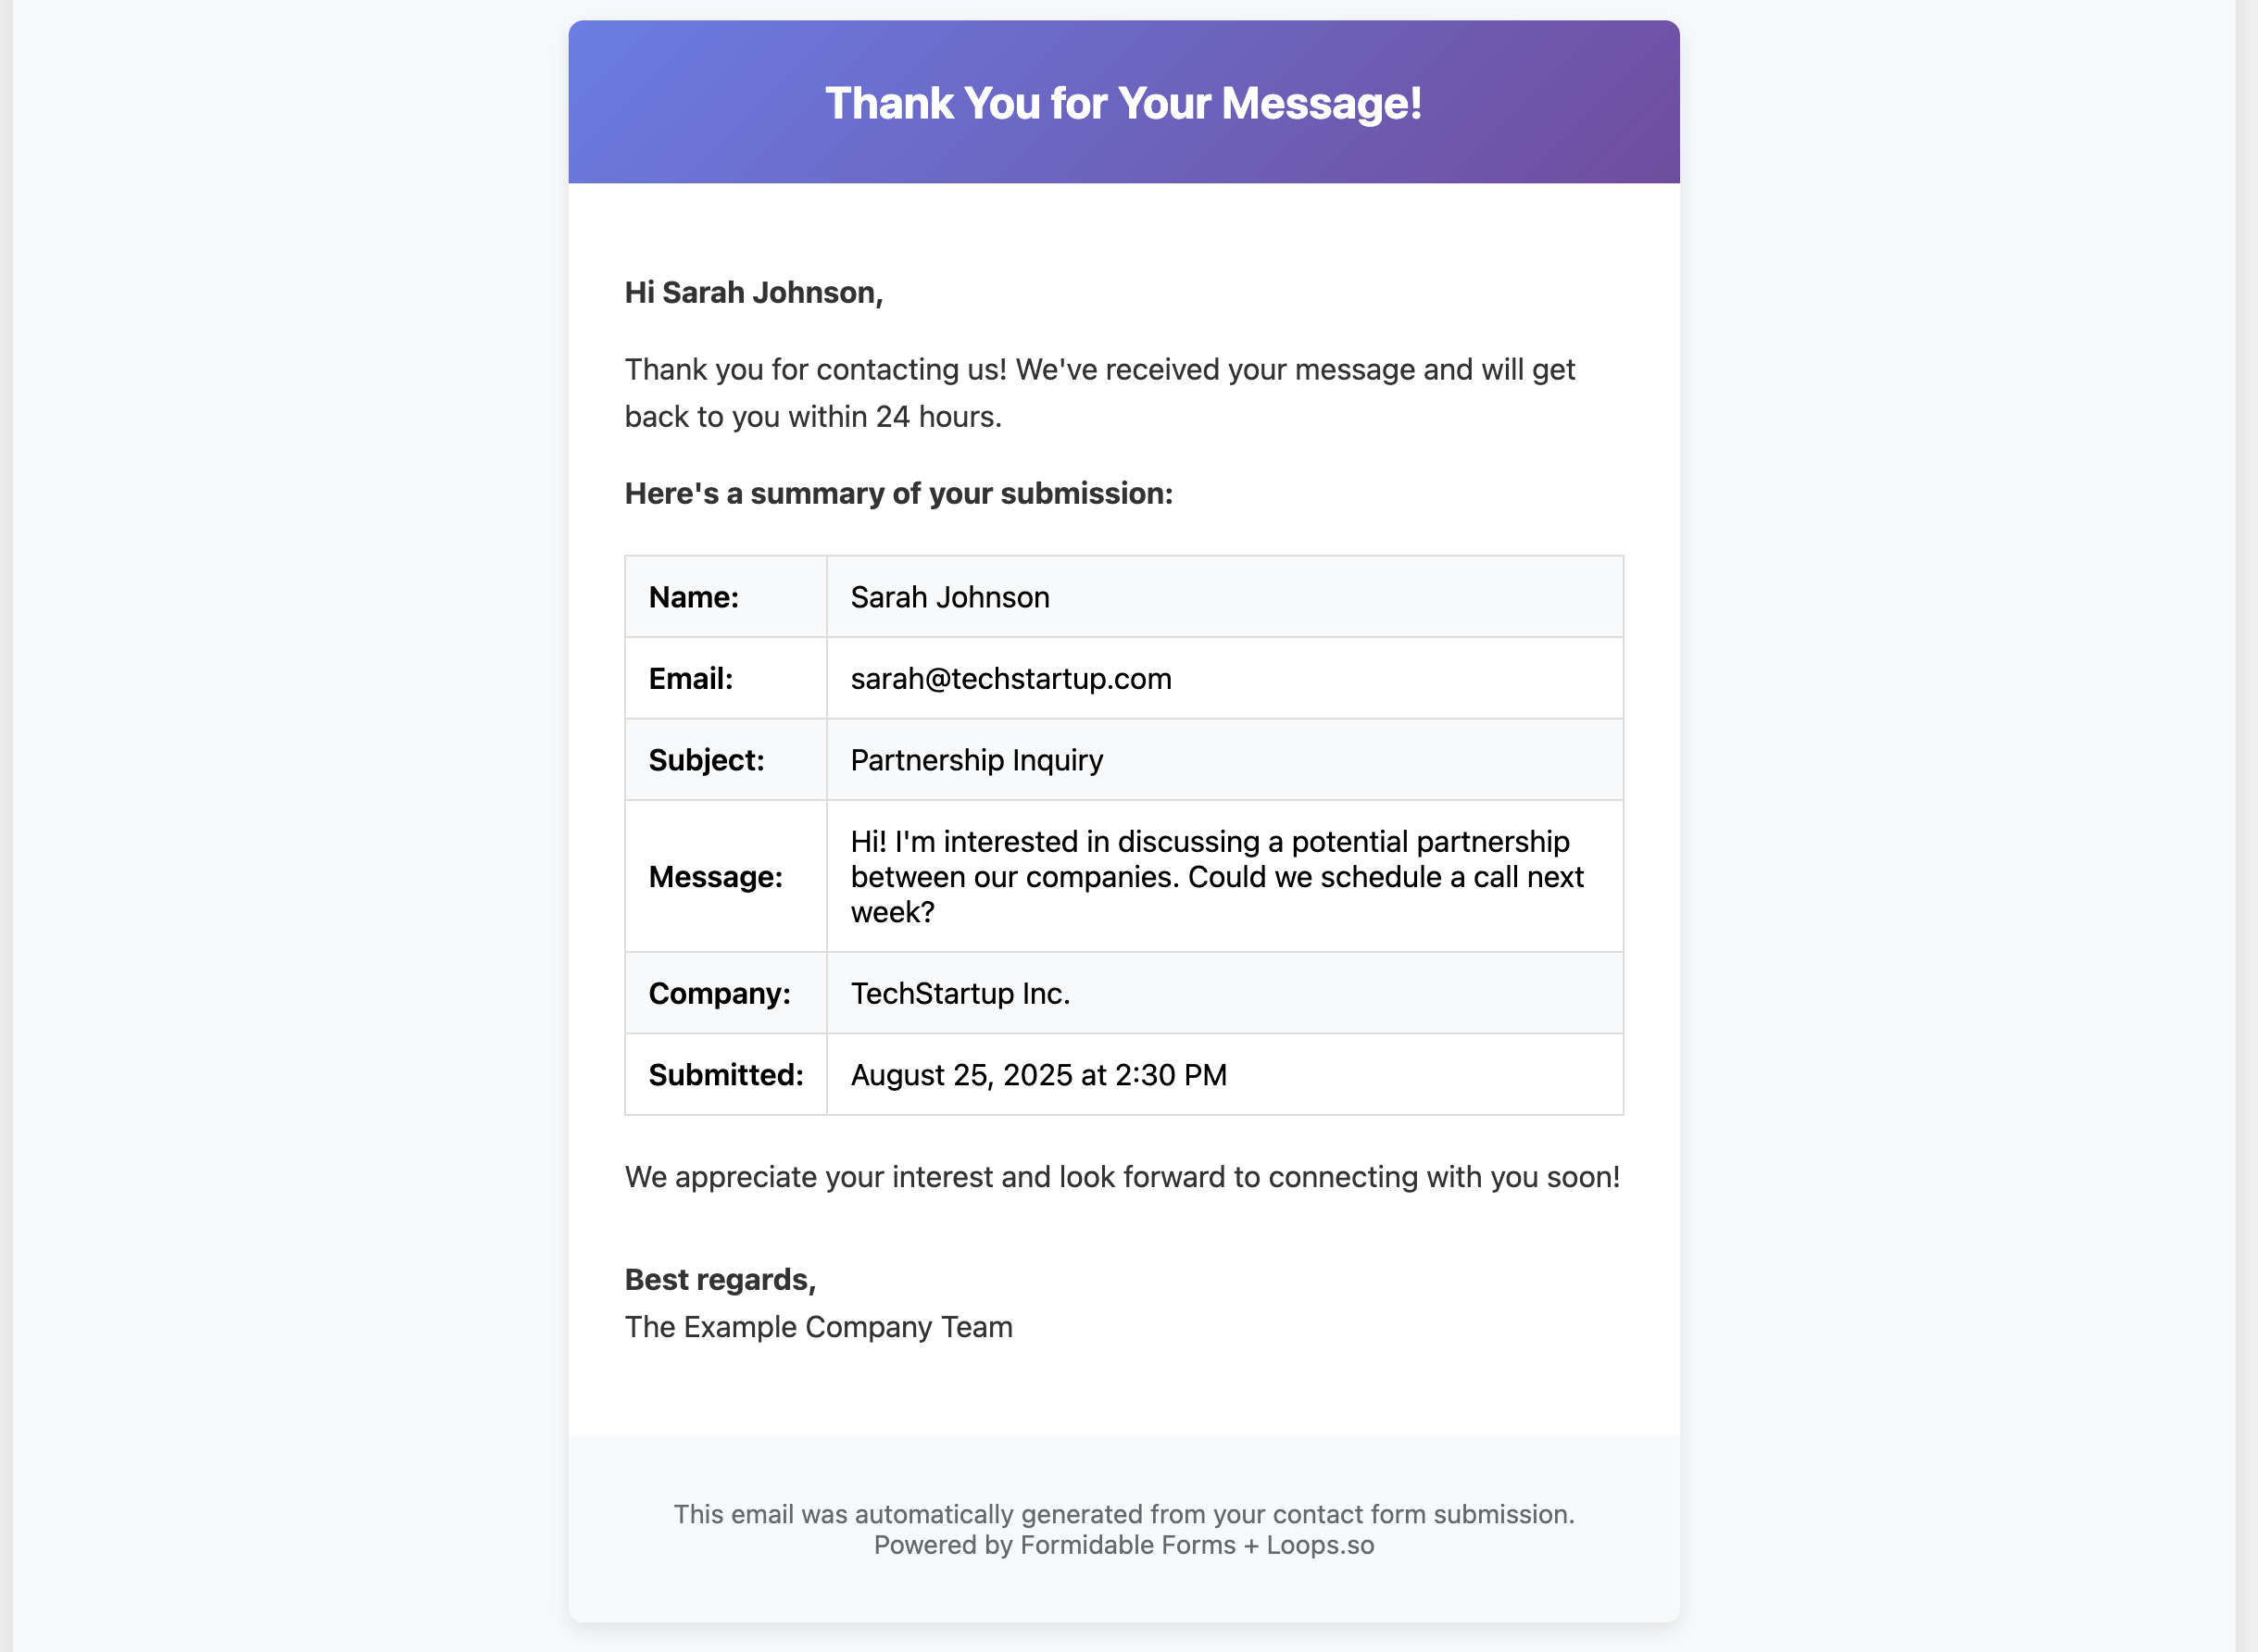 Thank You for Your Message!
Hi Sarah Johnson,
Thank you for contacting us! We've received your message and will get
back to you within 24 hours.
Here's a summary of your submission:
Name: Sarah Johnson
Email: sarah@techstartup.com
Subject: Partnership Inquiry
Message: Hi! I'm interested in discussing a potential partnership
between our companies. Could we schedule a call next
week?
Company: TechStartup Inc.
Submitted: August 25, 2025 at 2:30 PM
We appreciate your interest and look forward to connecting with you soon!
Best regards,
The Example Company Team
This email was automatically generated from your contact form submission.
Powered by Formidable Forms + Loops.so